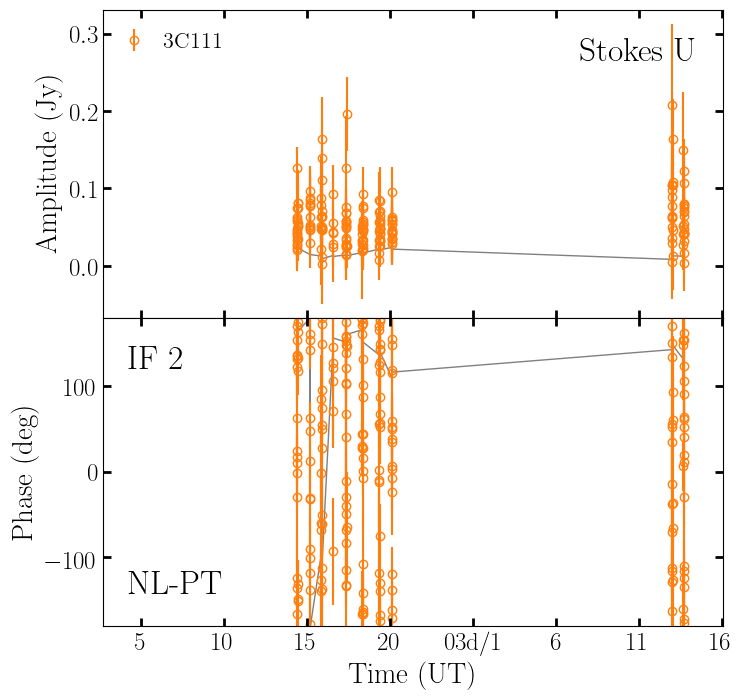 3C111
Stokes U
0.3
0.2
0.1
0.0
Amplitude (Jy)
IF 2
100
0
−100
Phase (deg)
NL-PT
5 10 15 20 03d/1 6 11 16
Time (UT)